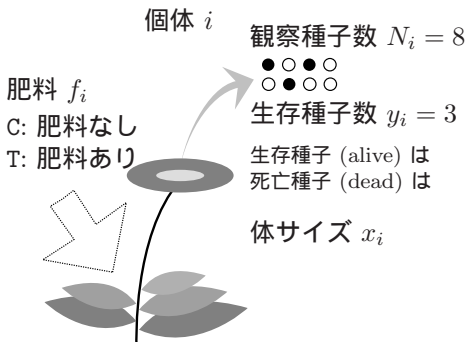 個体 i
観察種子数 N_i = 8
肥料 f_i
C: 肥料なし
T: 肥料あり
生存種子数 y_i = 3
生存種子 (alive) は
死亡種子 (dead) は
体サイズ x_i